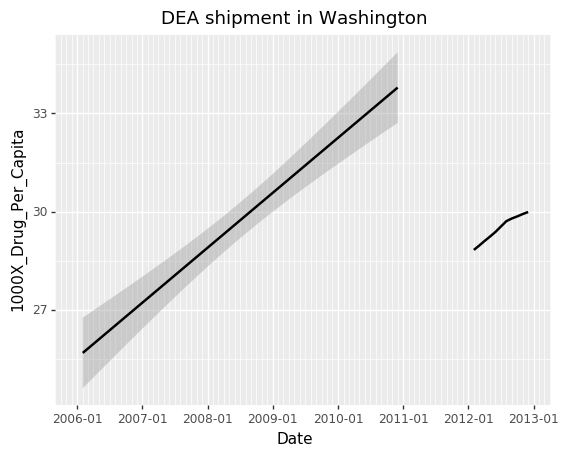 DEA shipment in Washington
1000X_Drug_Per_Capita
33
30
27
2006-01 2007-01 2008-01 2009-01 2010-01 2011-01 2012-01 2013-01
Date